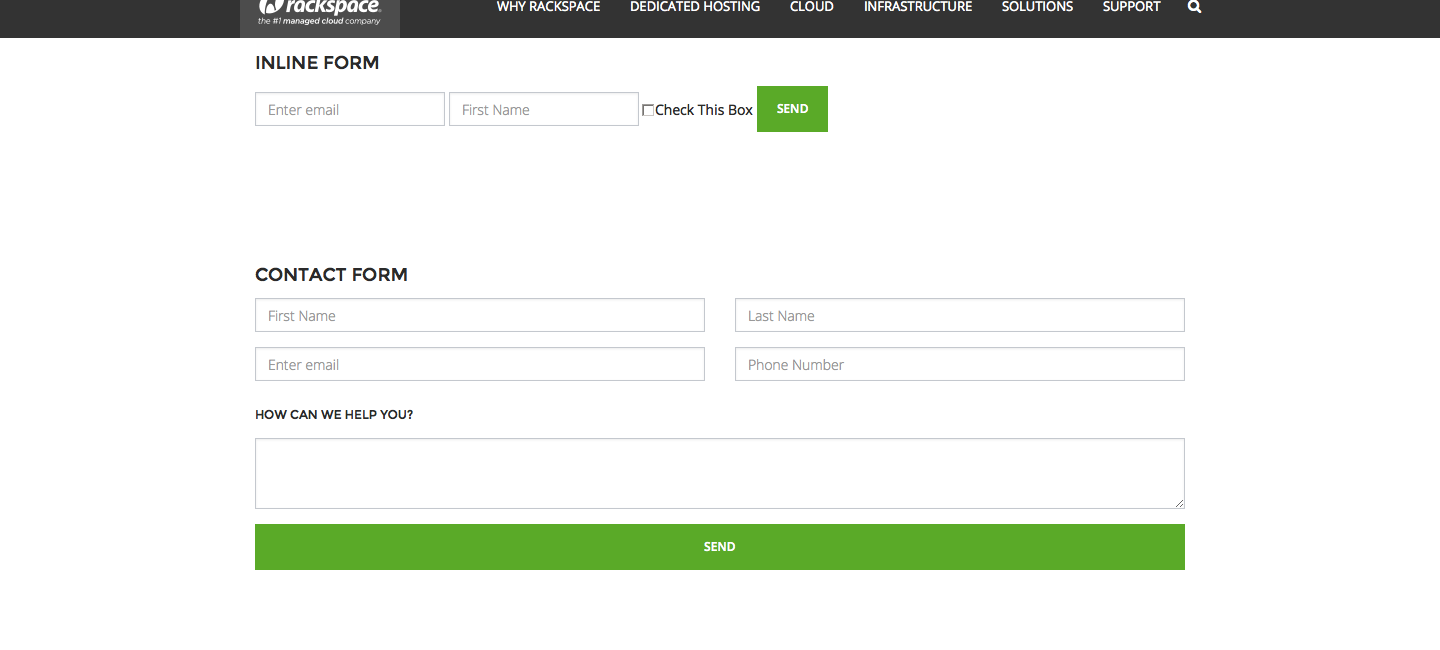 rackspace.
the #1 managed cloud company
WHY RACKSPACE DEDICATED HOSTING CLOUD INFRASTRUCTURE SOLUTIONS SUPPORT
INLINE FORM
Enter email First Name Check This Box SEND
CONTACT FORM
First Name Last Name
Enter email Phone Number
HOW CAN WE HELP YOU?
SEND